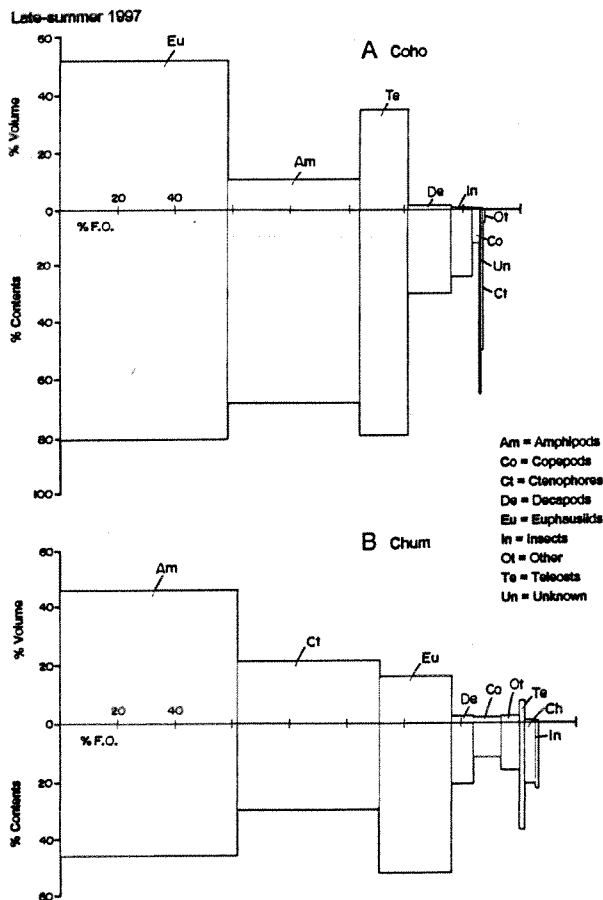 Late-summer 1997
A Coho
60
40
20
0
20
40
60
80
100
% Volume
% Contents
20 40
% F.O.
Eu
Am
Te
De
In
Ot
Co
Un
Ct
Am = Amphipods
Co = Copepods
Ct = Ctenophores
De = Decapods
Eu = Euphausiids
In = Insects
Ot = Other
Te = Teleosts
Un = Unknown
B Chum
60
40
20
0
20
40
60
% Volume
% Contents
20 40
% F.O.
Am
Ct
Eu
De
Co
Ot
Te
Ch
In